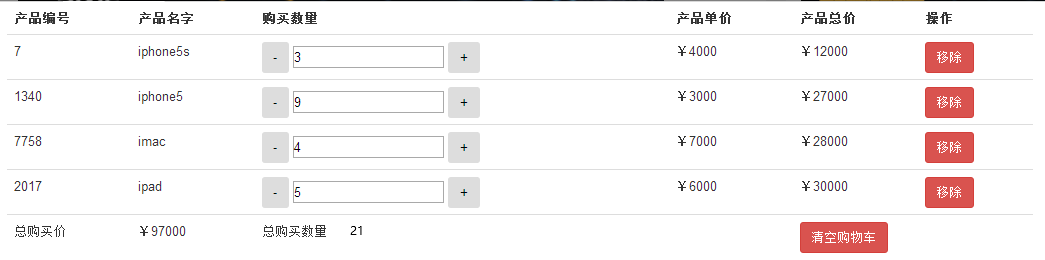 产品编号 产品名字 购买数量 产品单价 产品总价 操作
7 iphone5s - 3 + ￥4000 ￥12000 移除
1340 iphone5 - 9 + ￥3000 ￥27000 移除
7758 imac - 4 + ￥7000 ￥28000 移除
2017 ipad - 5 + ￥6000 ￥30000 移除
总购买价 ￥97000 总购买数量 21 清空购物车